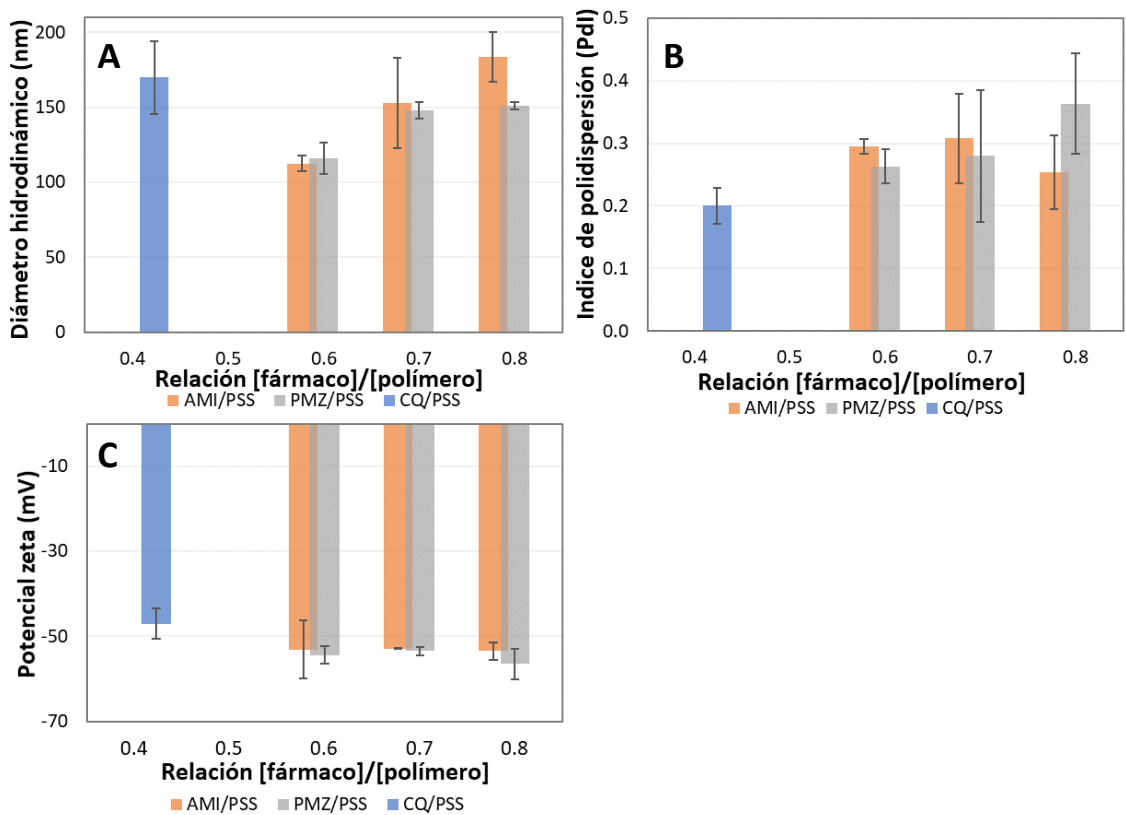 A
Diámetro hidrodinámico (nm)
200
150
100
50
0
0.4 0.5 0.6 0.7 0.8
Relación [fármaco]/[polímero]
AMI/PSS PMZ/PSS CQ/PSS
B
Indice de polidispersión (PdI)
0.5
0.4
0.3
0.2
0.1
0.0
0.4 0.5 0.6 0.7 0.8
Relación [fármaco]/[polímero]
AMI/PSS PMZ/PSS CQ/PSS
C
Potencial zeta (mV)
-10
-30
-50
-70
0.4 0.5 0.6 0.7 0.8
Relación [fármaco]/[polímero]
AMI/PSS PMZ/PSS CQ/PSS